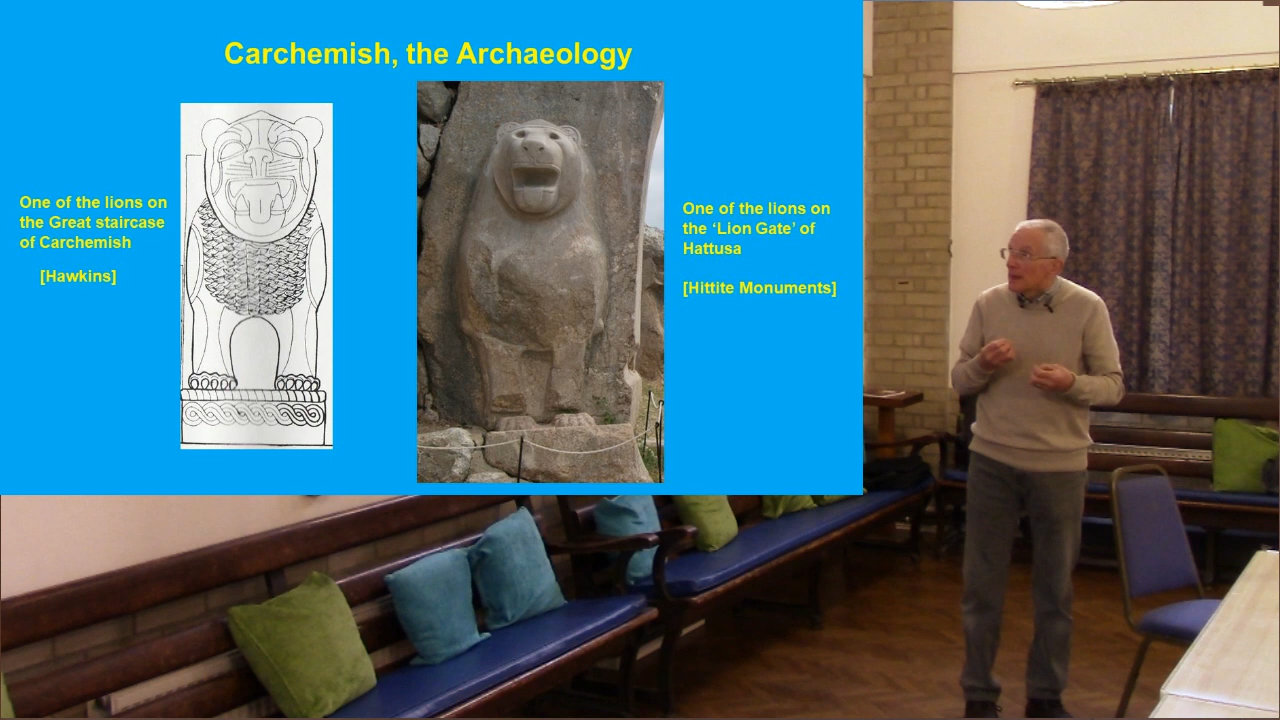 Carchemish, the Archaeology
One of the lions on
the Great staircase
of Carchemish
[Hawkins]
One of the lions on
the ‘Lion Gate’ of
Hattusa
[Hittite Monuments]